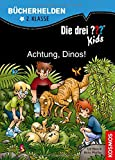 BÜCHERHELDEN
2. KLASSE
Die drei ???
Kids
Achtung, Dinos!
KOSMOS